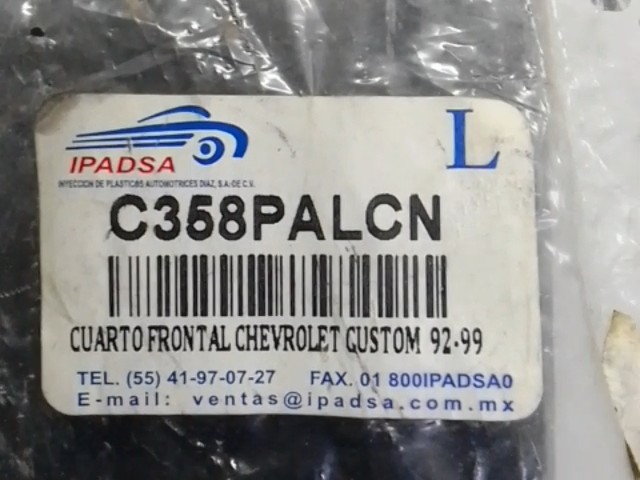 IPADSA
L
INYECCION DE PLASTICOS AUTOMOTRICES DIAZ, S.A. DE C.V.
C358PALCN
CUARTO FRONTAL CHEVROLET CUSTOM 92-99
TEL. (55) 41-97-07-27 FAX. 01 800IPADSA0
E-mail: ventas@ipadsa.com.mx